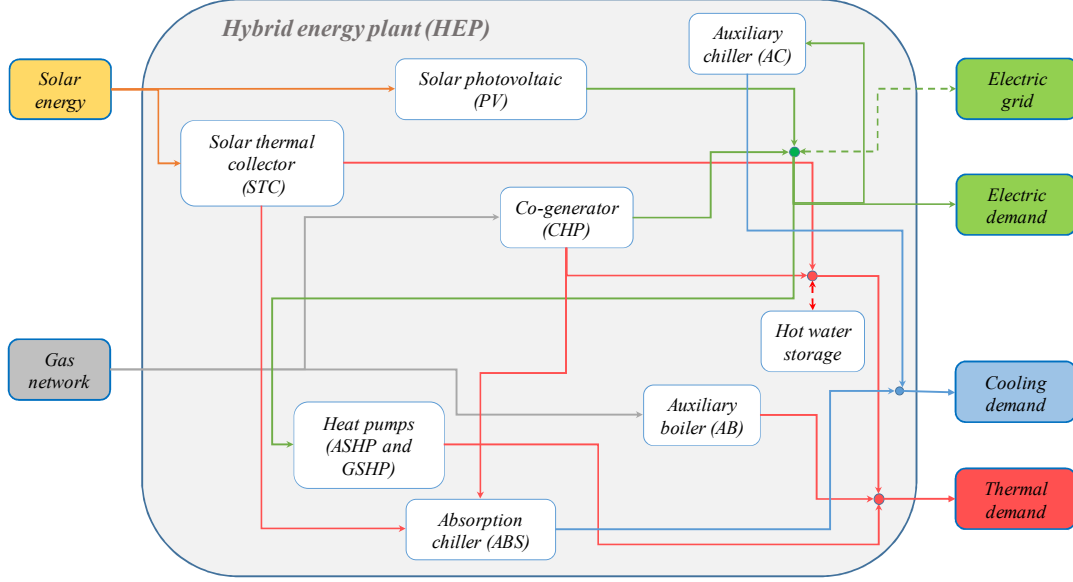 Hybrid energy plant (HEP)
Auxiliary
chiller (AC)
Solar
energy
Solar photovoltaic
(PV)
Electric
grid
Solar thermal
collector
(STC)
Co-generator
(CHP)
Electric
demand
Hot water
storage
Gas
network
Heat pumps
(ASHP and
GSHP)
Auxiliary
boiler (AB)
Cooling
demand
Absorption
chiller (ABS)
Thermal
demand